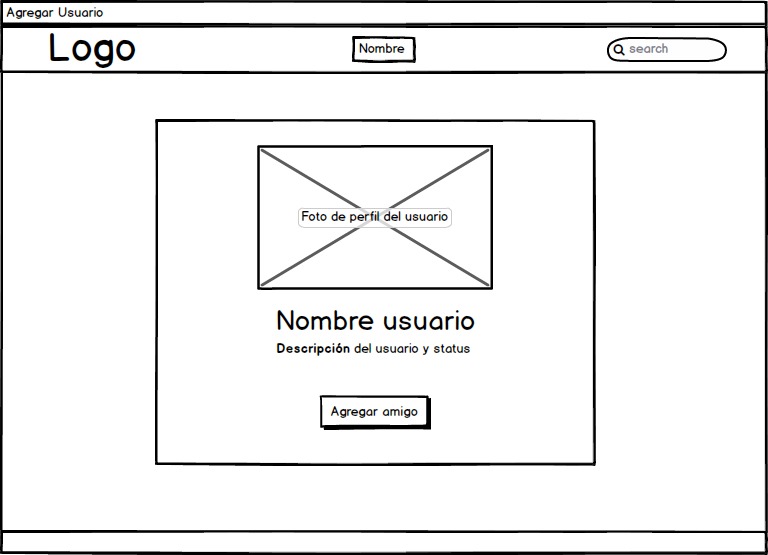 Agregar Usuario
Logo
Nombre
search
Foto de perfil del usuario
Nombre usuario
Descripción del usuario y status
Agregar amigo